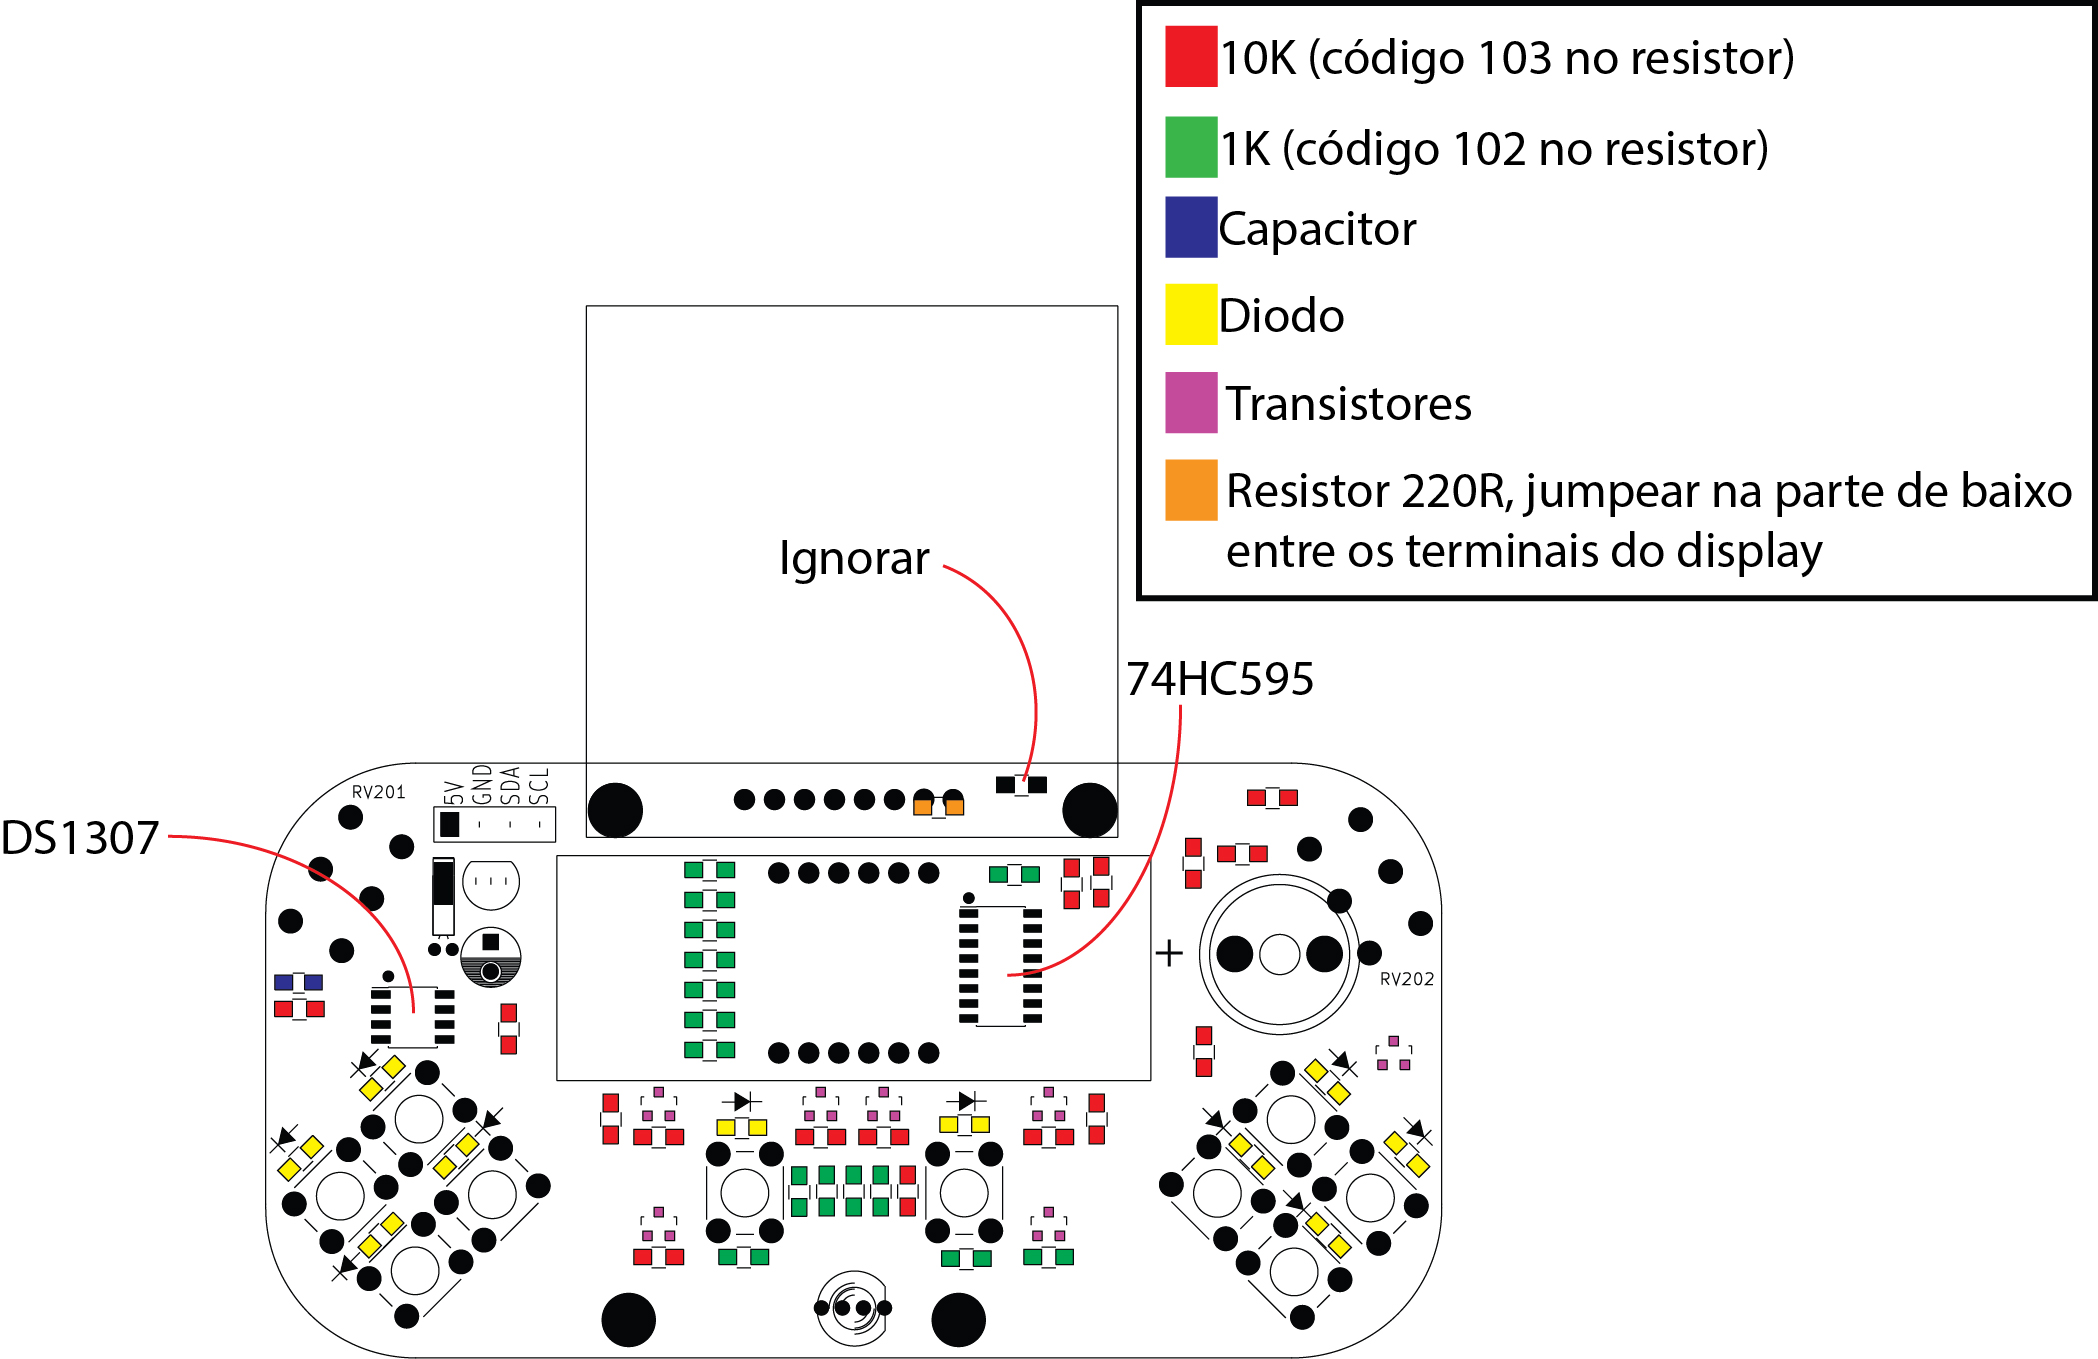 10K (código 103 no resistor)
1K (código 102 no resistor)
Capacitor
Diodo
Transistores
Resistor 220R, jumpear na parte de baixo
entre os terminais do display
Ignorar
74HC595
DS1307
RV201
5V
GND
SDA
SCL
+
RV202